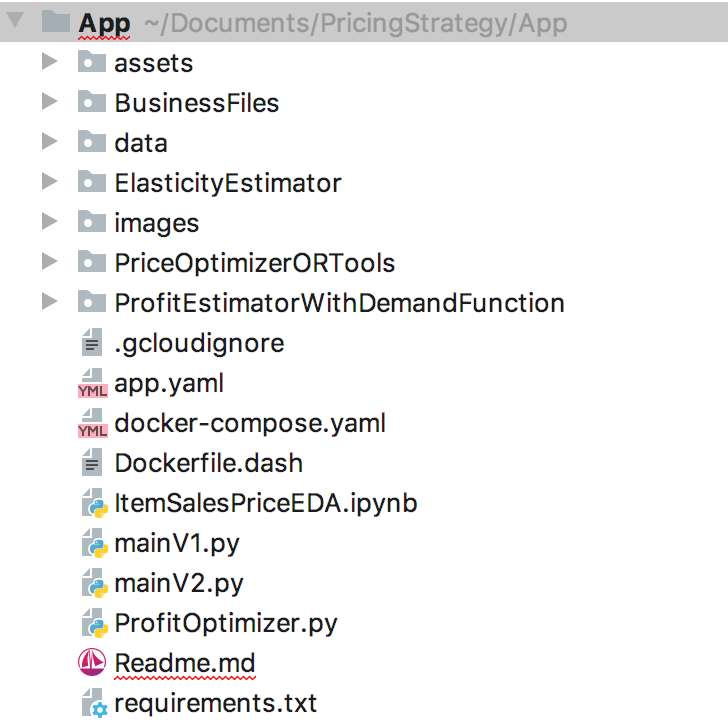 App ~/Documents/PricingStrategy/App
assets
BusinessFiles
data
ElasticityEstimator
images
PriceOptimizerORTools
ProfitEstimatorWithDemandFunction
.gcloudignore
YML app.yaml
YML docker-compose.yaml
Dockerfile.dash
ItemSalesPriceEDA.ipynb
mainV1.py
mainV2.py
ProfitOptimizer.py
Readme.md
requirements.txt